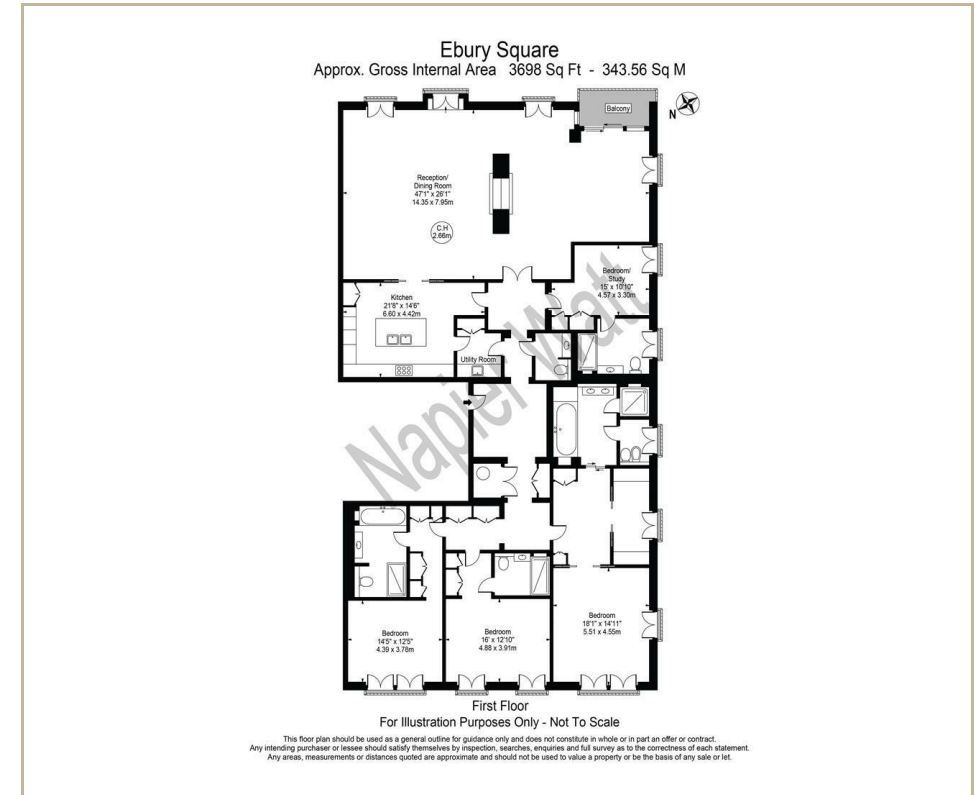 Ebury Square
Approx. Gross Internal Area 3698 Sq Ft - 343.56 Sq M
Balcony
N
Reception/
Dining Room
47'1" x 26'1"
14.35 x 7.95m
C.H
2.66m
Bedroom/
Study
15' x 10'10"
4.57 x 3.30m
Kitchen
21'8" x 14'6"
6.60 x 4.42m
Utility Room
Napier Watt
Bedroom
14'5" x 12'5"
4.39 x 3.78m
Bedroom
16' x 12'10"
4.88 x 3.91m
Bedroom
18'1" x 14'11"
5.51 x 4.55m
First Floor
For Illustration Purposes Only - Not To Scale
This floor plan should be used as a general outline for guidance only and does not constitute in whole or in part an offer or contract.
Any intending purchaser or lessee should satisfy themselves by inspection, searches, enquiries and full survey as to the correctness of each statement.
Any areas, measurements or distances quoted are approximate and should not be used to value a property or be the basis of any sale or let.